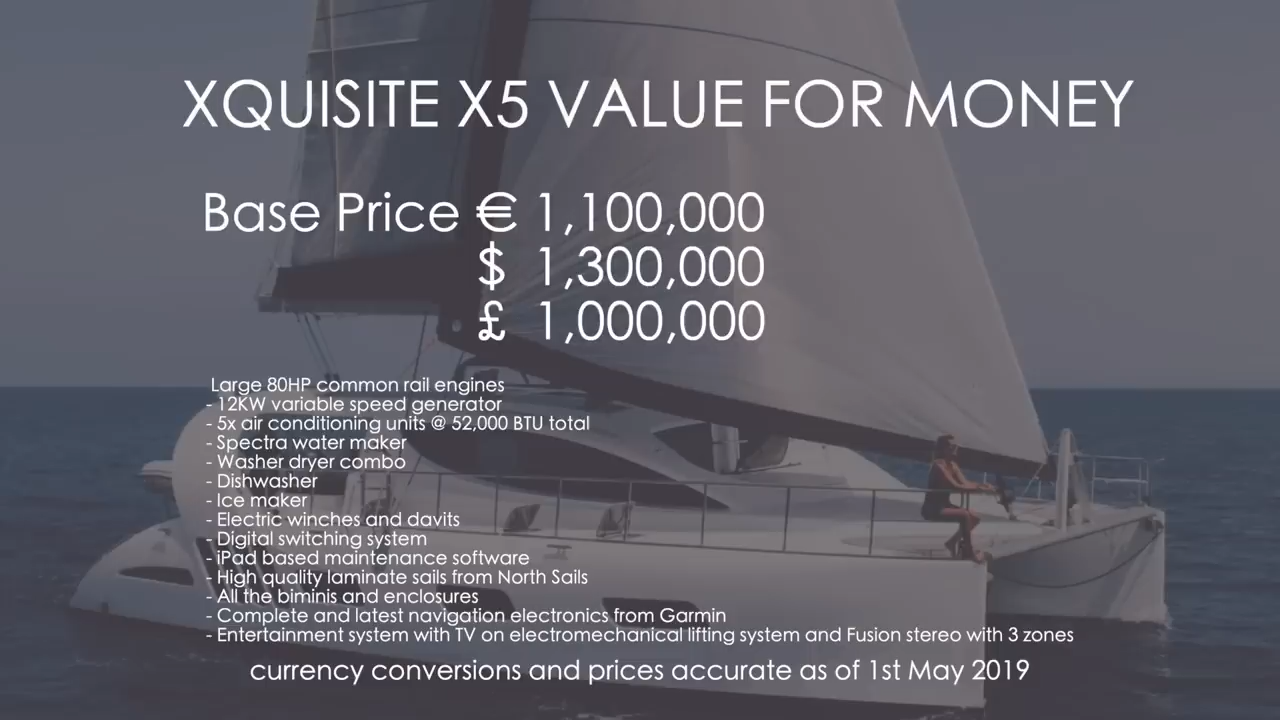 XQUISITE X5 VALUE FOR MONEY
Base Price € 1,100,000
$ 1,300,000
£ 1,000,000
Large 80HP common rail engines
- 12KW variable speed generator
- 5x air conditioning units @ 52,000 BTU total
- Spectra water maker
- Washer dryer combo
- Dishwasher
- Ice maker
- Electric winches and davits
- Digital switching system
- iPad based maintenance software
- High quality laminate sails from North Sails
- All the biminis and enclosures
- Complete and latest navigation electronics from Garmin
- Entertainment system with TV on electromechanical lifting system and Fusion stereo with 3 zones
currency conversions and prices accurate as of 1st May 2019